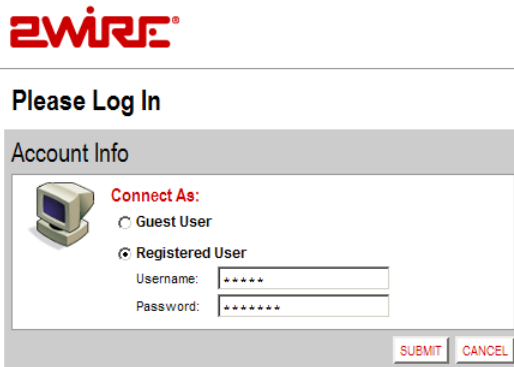 2WIRE®
Please Log In
Account Info
Connect As:
Guest User
Registered User
Username: *****
Password: *******
SUBMIT CANCEL